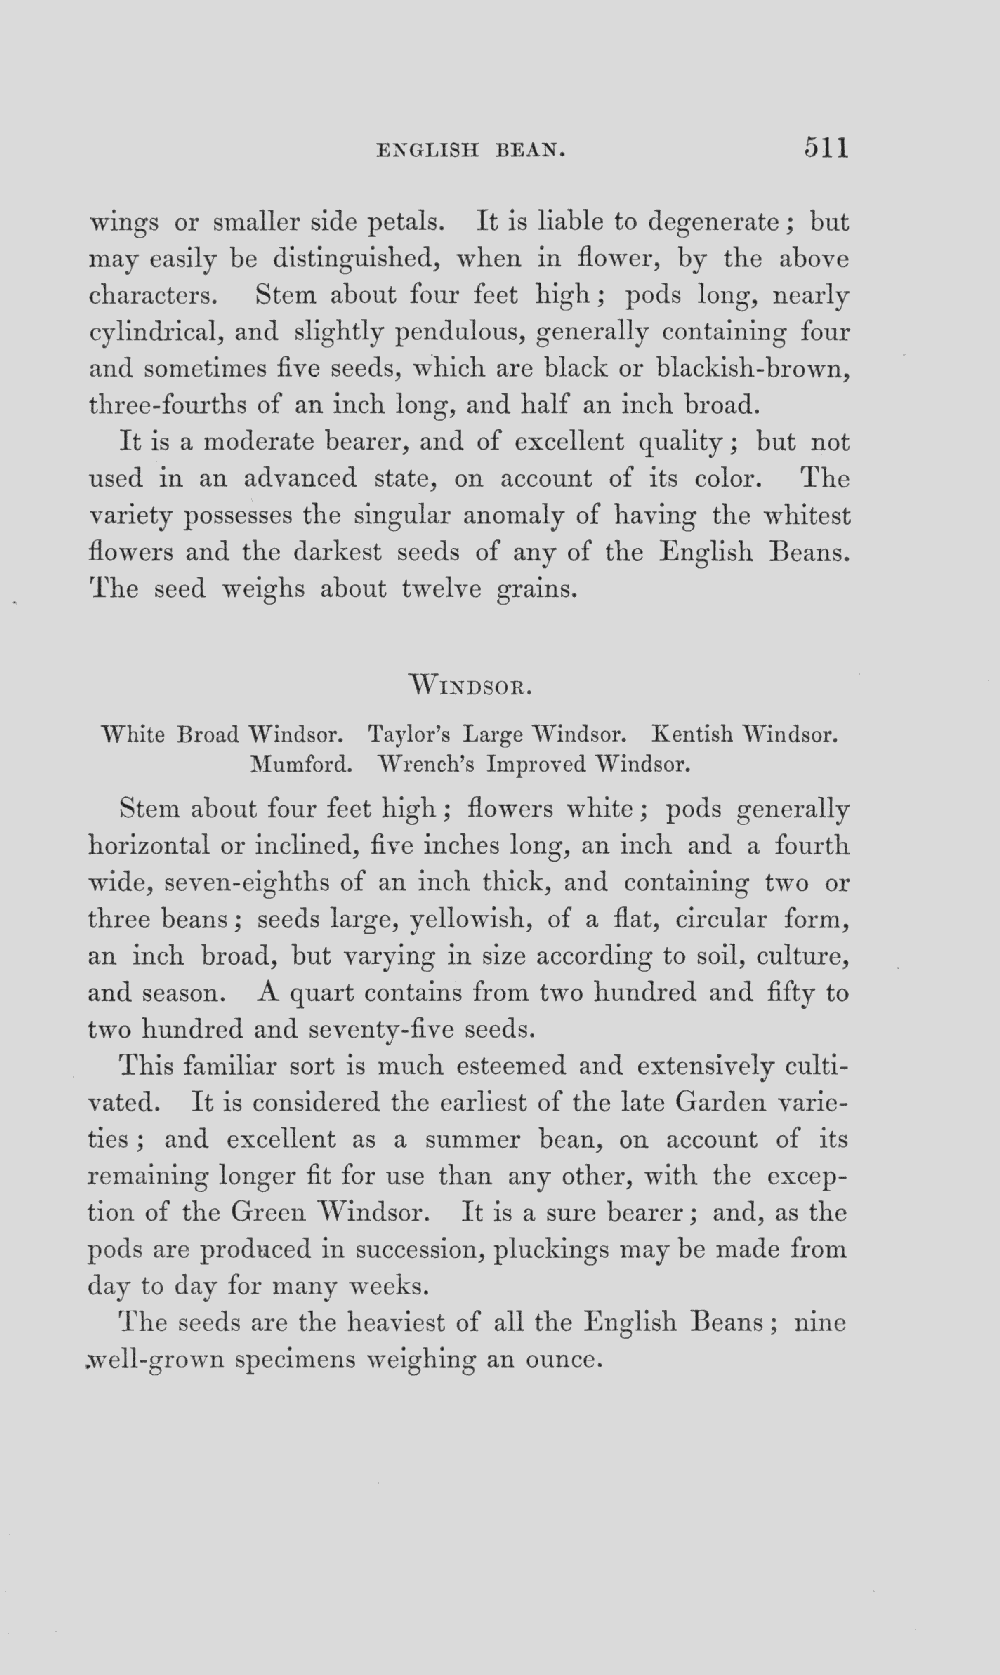 ENGLISH BEAN. 511
wings or smaller side petals. It is liable to degenerate; but
may easily be distinguished, when in flower, by the above
characters. Stem about four feet high; pods long, nearly
cylindrical, and slightly pendulous, generally containing four
and sometimes five seeds, which are black or blackish-brown,
three-fourths of an inch long, and half an inch broad.
It is a moderate bearer, and of excellent quality; but not
used in an advanced state, on account of its color. The
variety possesses the singular anomaly of having the whitest
flowers and the darkest seeds of any of the English Beans.
The seed weighs about twelve grains.
WINDSOR.
White Broad Windsor. Taylor's Large Windsor. Kentish Windsor.
Mumford. Wrench's Improved Windsor.
Stem about four feet high; flowers white; pods generally
horizontal or inclined, five inches long, an inch and a fourth
wide, seven-eighths of an inch thick, and containing two or
three beans; seeds large, yellowish, of a flat, circular form,
an inch broad, but varying in size according to soil, culture,
and season. A quart contains from two hundred and fifty to
two hundred and seventy-five seeds.
This familiar sort is much esteemed and extensively culti-
vated. It is considered the earliest of the late Garden varie-
ties; and excellent as a summer bean, on account of its
remaining longer fit for use than any other, with the excep-
tion of the Green Windsor. It is a sure bearer; and, as the
pods are produced in succession, pluckings may be made from
day to day for many weeks.
The seeds are the heaviest of all the English Beans; nine
well-grown specimens weighing an ounce.